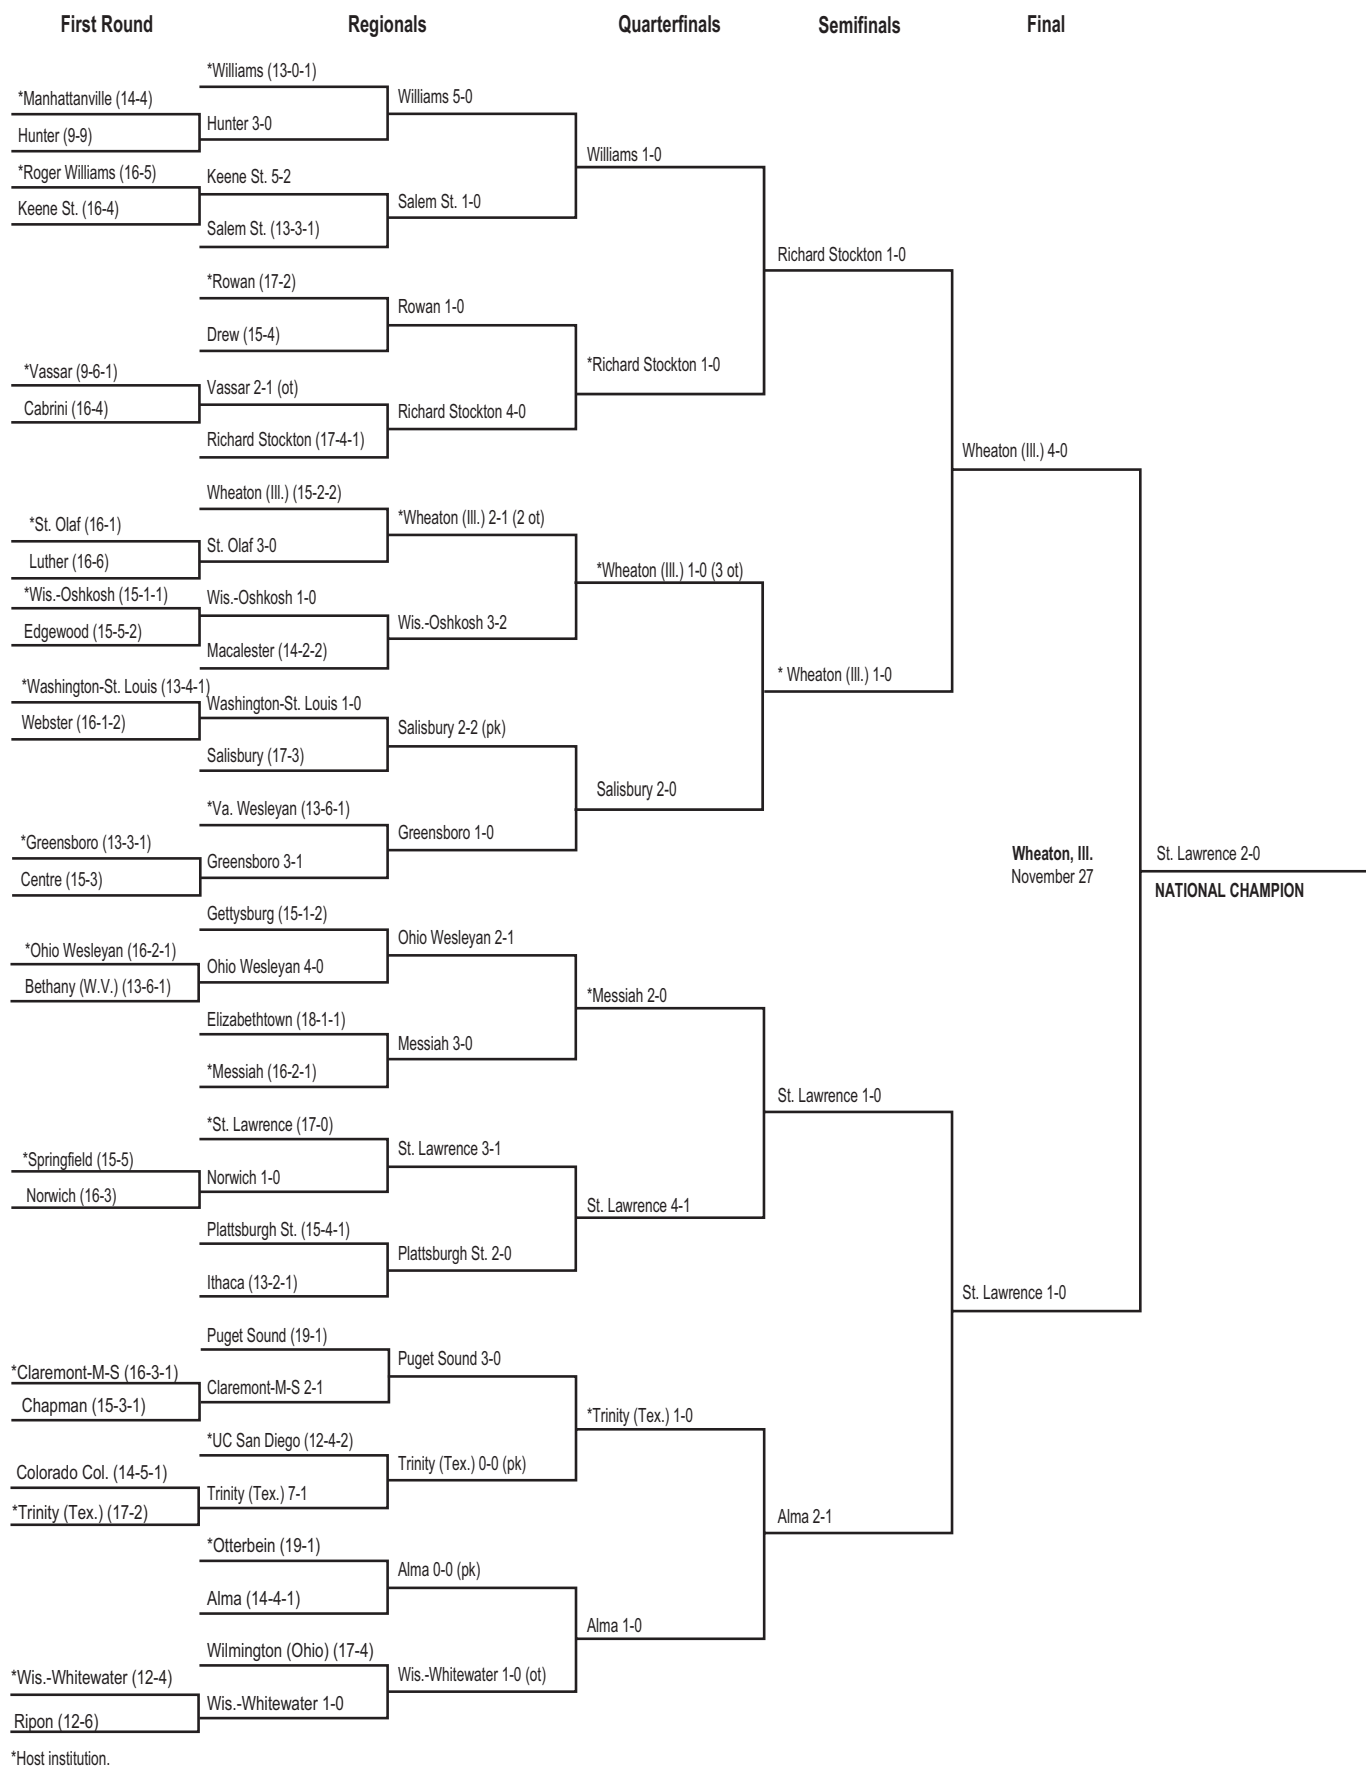 First Round
Regionals
Quarterfinals
Semifinals
Final
*Manhattanville (14-4)
Hunter (9-9)
*Roger Williams (16-5)
Keene St. (16-4)
*Vassar (9-6-1)
Cabrini (16-4)
*St. Olaf (16-1)
Luther (16-6)
*Wis.-Oshkosh (15-1-1)
Edgewood (15-5-2)
*Washington-St. Louis (13-4-1)
Webster (16-1-2)
*Greensboro (13-3-1)
Centre (15-3)
*Ohio Wesleyan (16-2-1)
Bethany (W.V.) (13-6-1)
*Springfield (15-5)
Norwich (16-3)
*Claremont-M-S (16-3-1)
Chapman (15-3-1)
Colorado Col. (14-5-1)
*Trinity (Tex.) (17-2)
*Wis.-Whitewater (12-4)
Ripon (12-6)
*Williams (13-0-1)
Hunter 3-0
Keene St. 5-2
Salem St. (13-3-1)
*Rowan (17-2)
Drew (15-4)
Vassar 2-1 (ot)
Richard Stockton (17-4-1)
Wheaton (Ill.) (15-2-2)
St. Olaf 3-0
Wis.-Oshkosh 1-0
Macalester (14-2-2)
Washington-St. Louis 1-0
Salisbury (17-3)
*Va. Wesleyan (13-6-1)
Greensboro 3-1
Gettysburg (15-1-2)
Ohio Wesleyan 4-0
Elizabethtown (18-1-1)
*Messiah (16-2-1)
*St. Lawrence (17-0)
Norwich 1-0
Plattsburgh St. (15-4-1)
Ithaca (13-2-1)
Puget Sound (19-1)
Claremont-M-S 2-1
*UC San Diego (12-4-2)
Trinity (Tex.) 7-1
*Otterbein (19-1)
Alma (14-4-1)
Wilmington (Ohio) (17-4)
Wis.-Whitewater 1-0
Williams 5-0
Salem St. 1-0
Rowan 1-0
Richard Stockton 4-0
*Wheaton (Ill.) 2-1 (2 ot)
Wis.-Oshkosh 3-2
Salisbury 2-2 (pk)
Greensboro 1-0
Ohio Wesleyan 2-1
Messiah 3-0
St. Lawrence 3-1
Plattsburgh St. 2-0
Puget Sound 3-0
Trinity (Tex.) 0-0 (pk)
Alma 0-0 (pk)
Wis.-Whitewater 1-0 (ot)
Williams 1-0
*Richard Stockton 1-0
*Wheaton (Ill.) 1-0 (3 ot)
Salisbury 2-0
*Messiah 2-0
St. Lawrence 4-1
*Trinity (Tex.) 1-0
Alma 1-0
Richard Stockton 1-0
* Wheaton (Ill.) 1-0
St. Lawrence 1-0
Alma 2-1
Wheaton (Ill.) 4-0
St. Lawrence 1-0
Wheaton, Ill.
November 27
St. Lawrence 2-0
NATIONAL CHAMPION
*Host institution.